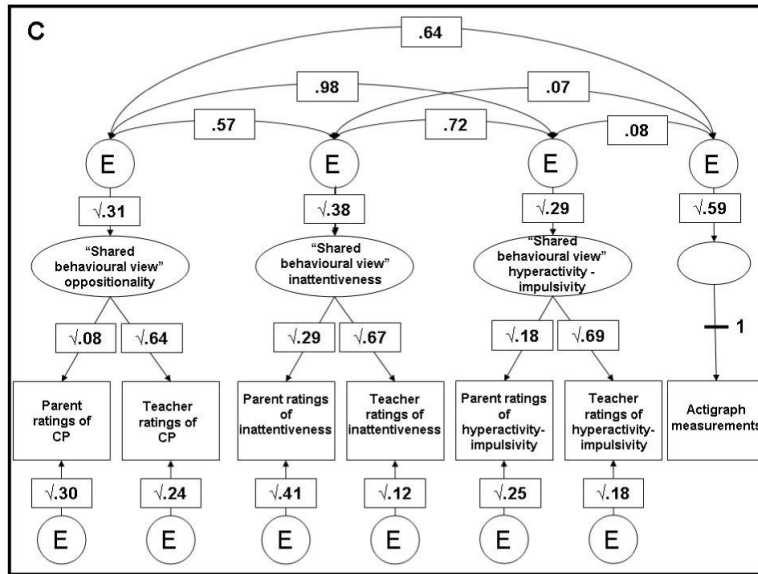 C
.64
.98
.07
.57
.72
.08
E
E
E
E
√.31
√.38
√.29
√.59
“Shared
behavioural view”
oppositionality
“Shared
behavioural view”
inattentiveness
“Shared
behavioural view”
hyperactivity -
impulsivity
√.08
√.64
√.29
√.67
√.18
√.69
1
Parent
ratings of
CP
Teacher
ratings of
CP
Parent ratings
of
inattentiveness
Teacher
ratings of
inattentiveness
Parent
ratings of
hyperactivity-
impulsivity
Teacher
ratings of
hyperactivity-
impulsivity
Actigraph
measurements
√.30
√.24
√.41
√.12
√.25
√.18
E
E
E
E
E
E